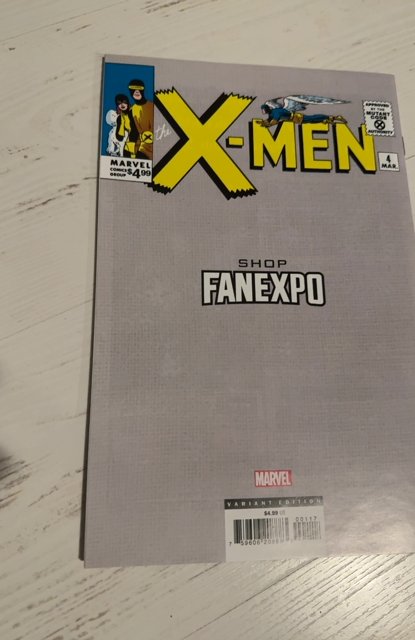 the
X-MEN
APPROVED
BY THE
MUTANT CODE
AUTHORITY
MARVEL
COMICS
GROUP
$4.99
4
MAR.
SHOP
FANEXPO
MARVEL
VARIANT EDITION
$4.99 US
00117